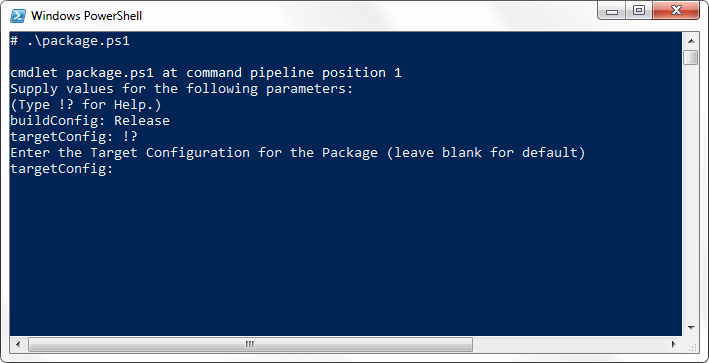 Windows PowerShell
# .\package.ps1
cmdlet package.ps1 at command pipeline position 1
Supply values for the following parameters:
(Type !? for Help.)
buildConfig: Release
targetConfig: !?
Enter the Target Configuration for the Package (leave blank for default)
targetConfig: